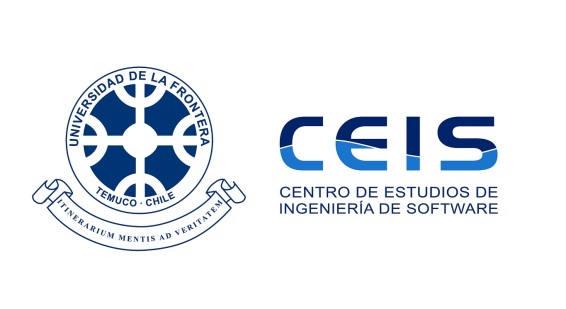 UNIVERSIDAD DE LA FRONTERA
TEMUCO · CHILE
ITINERARIUM MENTIS AD VERITATEM
CEIS
CENTRO DE ESTUDIOS DE
INGENIERÍA DE SOFTWARE